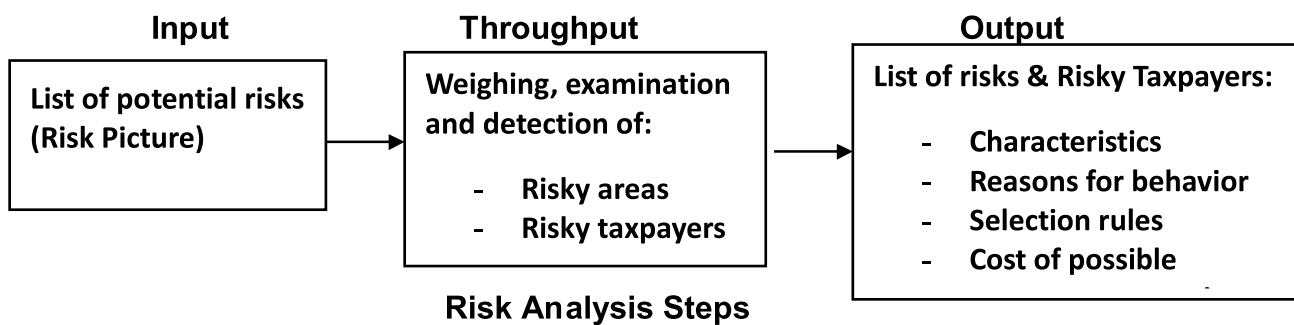 Input
List of potential risks
(Risk Picture)
Throughput
Weighing, examination
and detection of:
- Risky areas
- Risky taxpayers
Output
List of risks & Risky Taxpayers:
- Characteristics
- Reasons for behavior
- Selection rules
- Cost of possible
Risk Analysis Steps